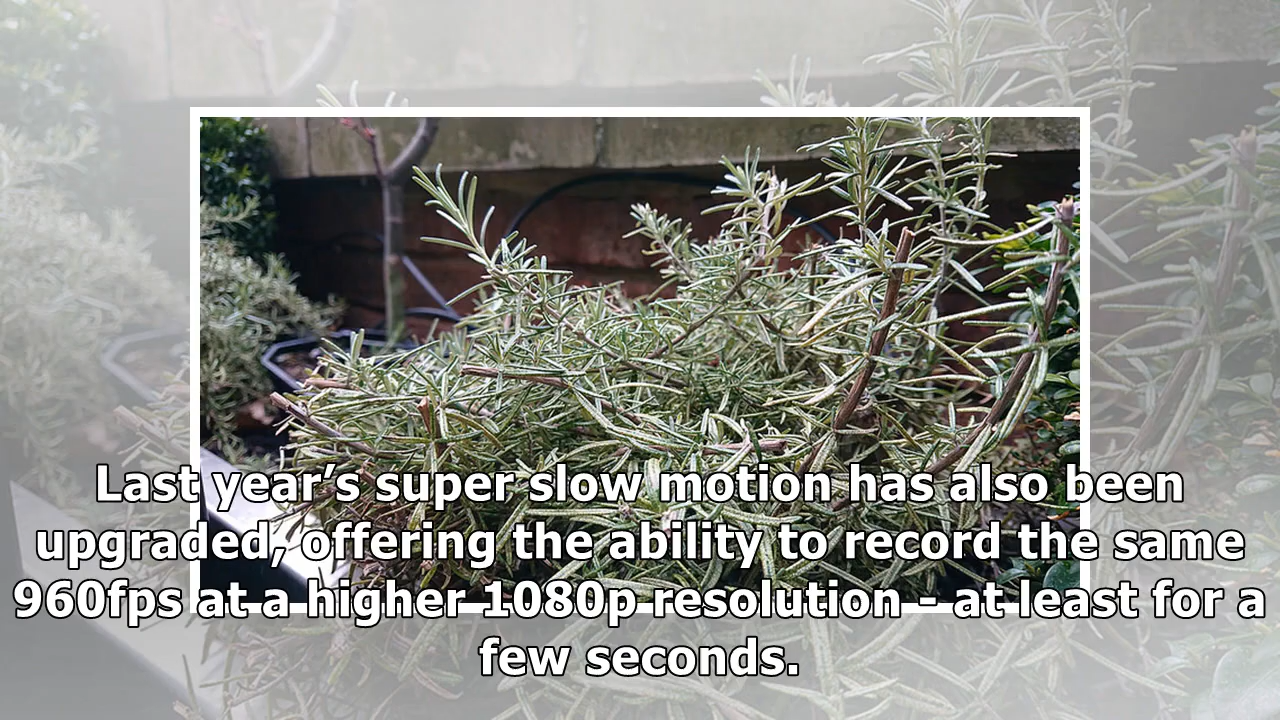 Last year’s super slow motion has also been
upgraded, offering the ability to record the same
960fps at a higher 1080p resolution - at least for a
few seconds.